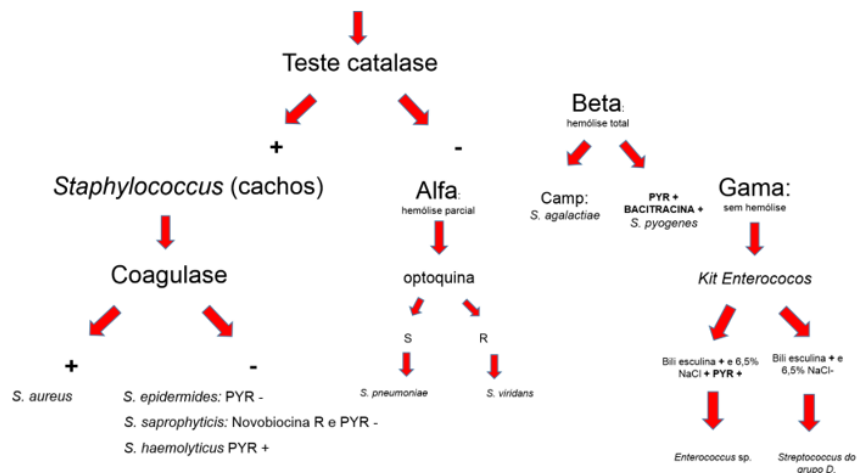 Teste catalase
+
-
Staphylococcus (cachos)
Coagulase
+
-
S. aureus
S. epidermides: PYR -
S. saprophyticis: Novobiocina R e PYR -
S. haemolyticus PYR +
Alfa:
hemólise parcial
optoquina
S
R
S. pneumoniae
S. viridans
Beta:
hemólise total
Camp:
S. agalactiae
PYR +
BACITRACINA +
S. pyogenes
Gama:
sem hemólise
Kit Enterococos
Bili esculina + e 6,5%
NaCl + PYR +
Bili esculina + e
6,5% NaCl-
Enterococcus sp.
Streptococcus do
grupo D.